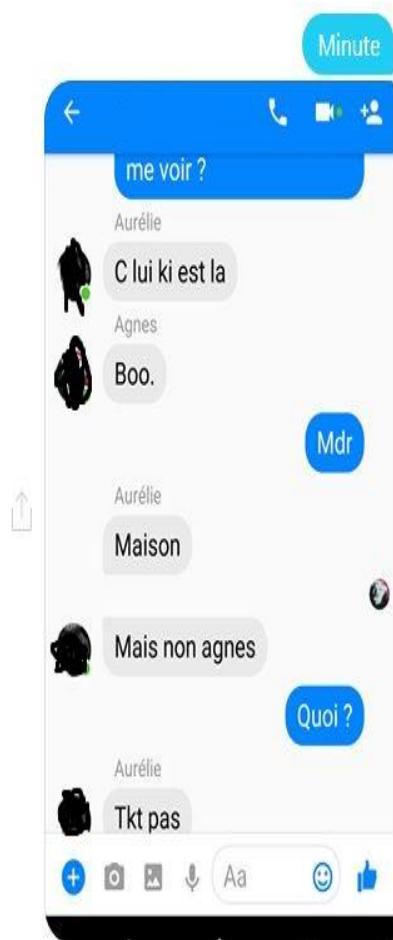 Minute
me voir ?
Aurélie
C lui ki est la
Agnes
Boo.
Mdr
Aurélie
Maison
Mais non agnes
Quoi ?
Aurélie
Tkt pas
Aa